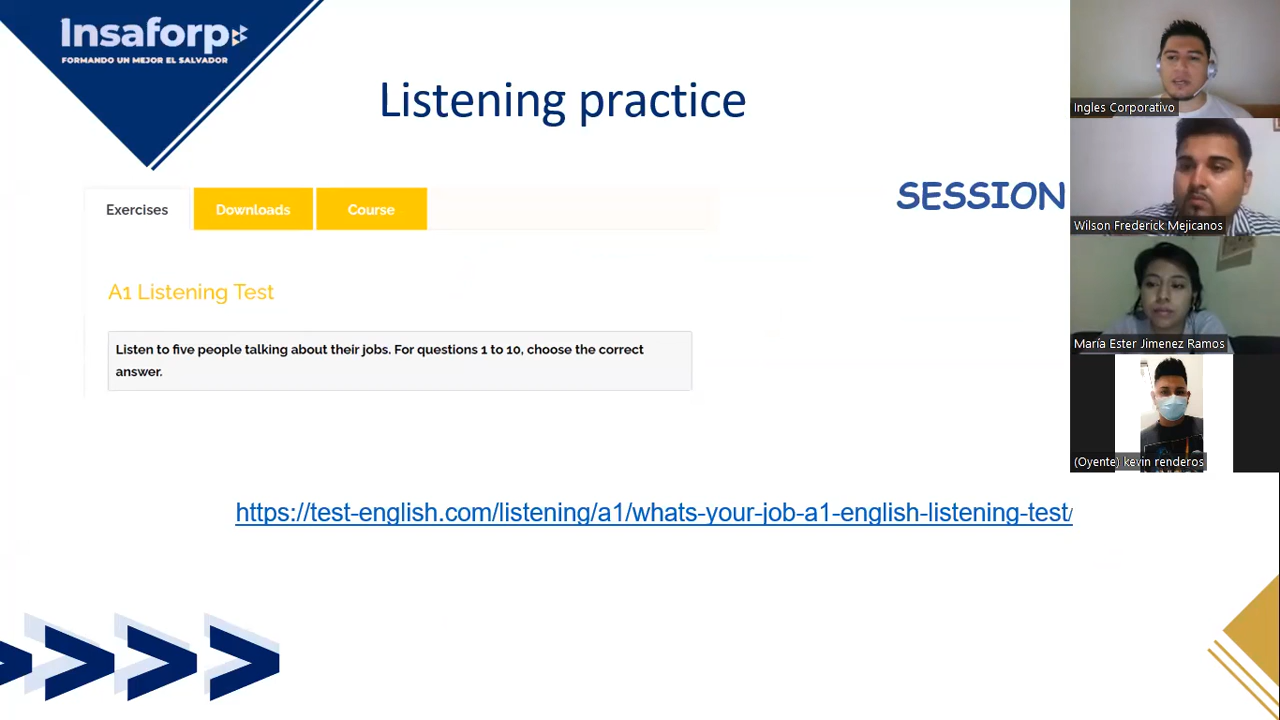 Insaforp
FORMANDO UN MEJOR EL SALVADOR
Listening practice
SESSION
Exercises
Downloads
Course
A1 Listening Test
Listen to five people talking about their jobs. For questions 1 to 10, choose the correct
answer.
https://test-english.com/listening/a1/whats-your-job-a1-english-listening-test/
Ingles Corporativo
Wilson Frederick Mejicanos
María Ester Jimenez Ramos
(Oyente) kevin renderos